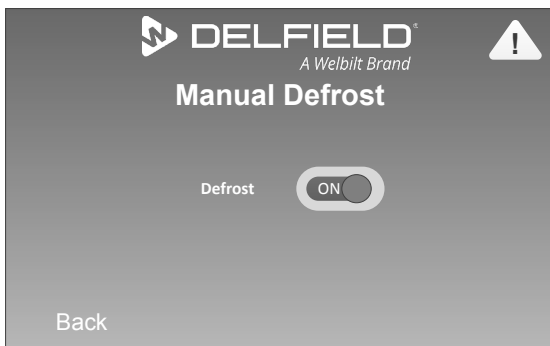 DELFIELD®
A Welbilt Brand
!
Manual Defrost
Defrost ON
Back